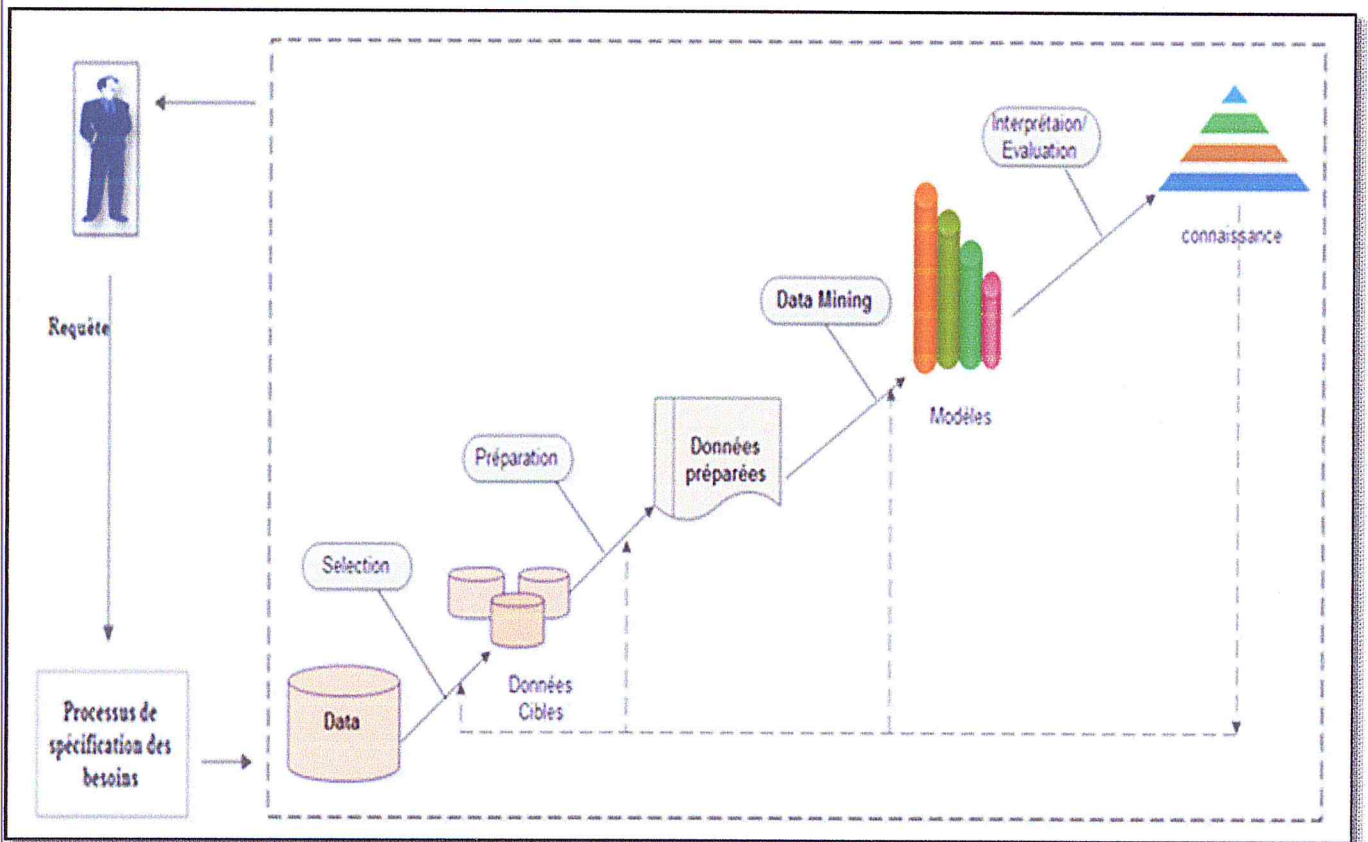 Requête
Processus de
spécification des
besoins
Data
Selection
Données
Cibles
Préparation
Données
préparées
Data Mining
Modèles
Interprétaion/
Evaluation
connaissance